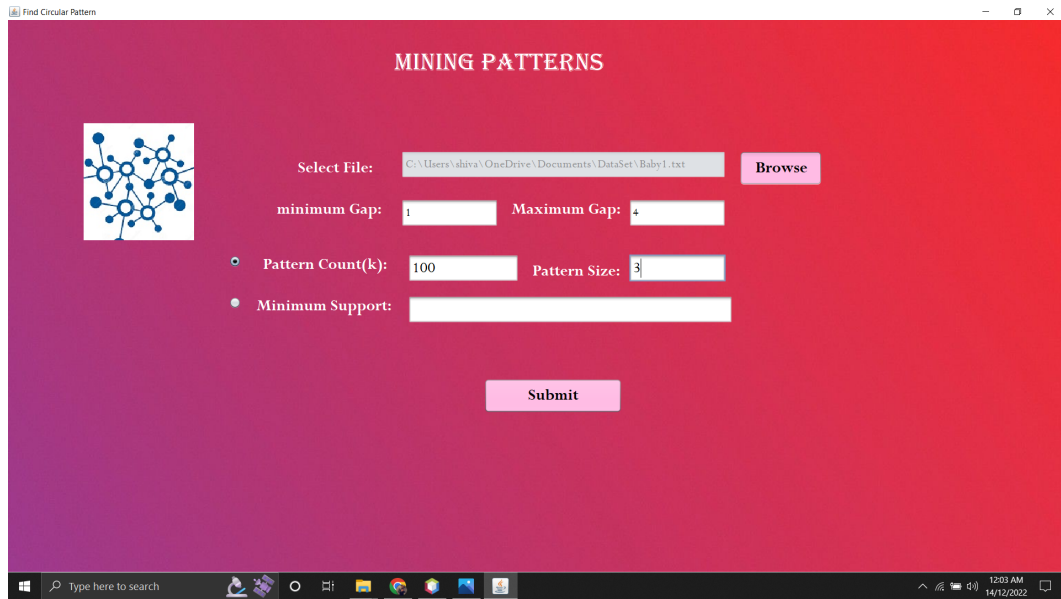 Find Circular Pattern
MINING PATTERNS
Select File: C:\Users\shiva\OneDrive\Documents\DataSet\Baby1.txt Browse
minimum Gap: 1 Maximum Gap: 4
Pattern Count(k): 100 Pattern Size: 3
Minimum Support:
Submit
Type here to search
12:03 AM
14/12/2022